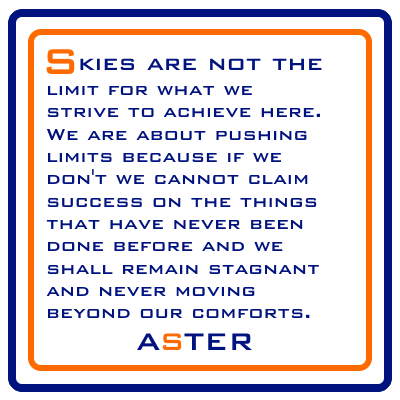 Skies are not the
limit for what we
strive to achieve here.
We are about pushing
limits because if we
don't we cannot claim
success on the things
that have never been
done before and we
shall remain stagnant
and never moving
beyond our comforts.
ASTER